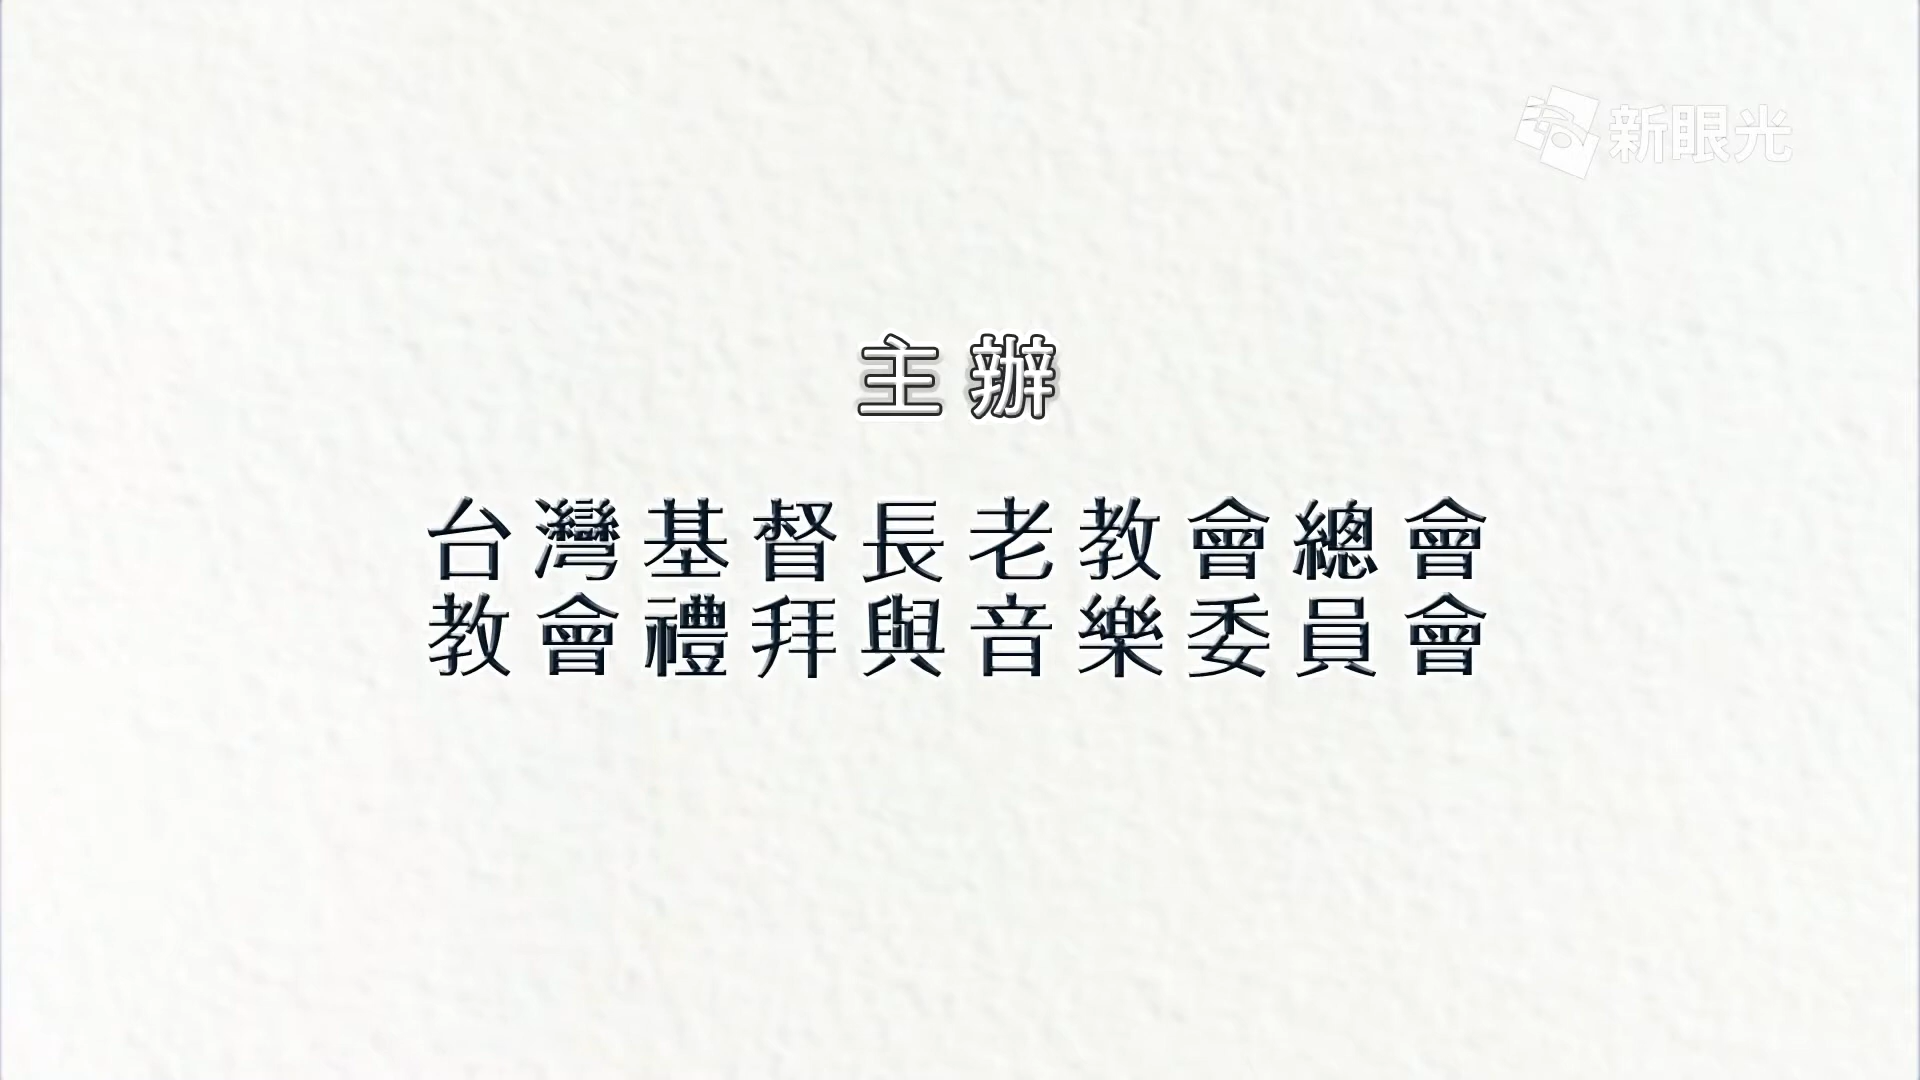 新眼光
主辦
台灣基督長老教會總會
教會禮拜與音樂委員會